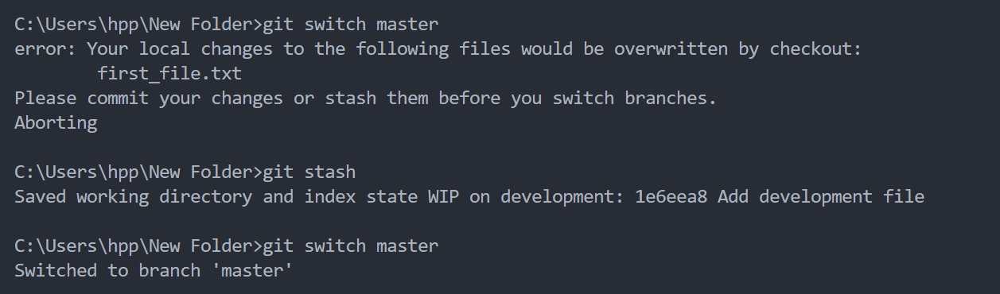 C:\Users\hpp\New Folder>git switch master
error: Your local changes to the following files would be overwritten by checkout:
        first_file.txt
Please commit your changes or stash them before you switch branches.
Aborting

C:\Users\hpp\New Folder>git stash
Saved working directory and index state WIP on development: 1e6eea8 Add development file

C:\Users\hpp\New Folder>git switch master
Switched to branch 'master'